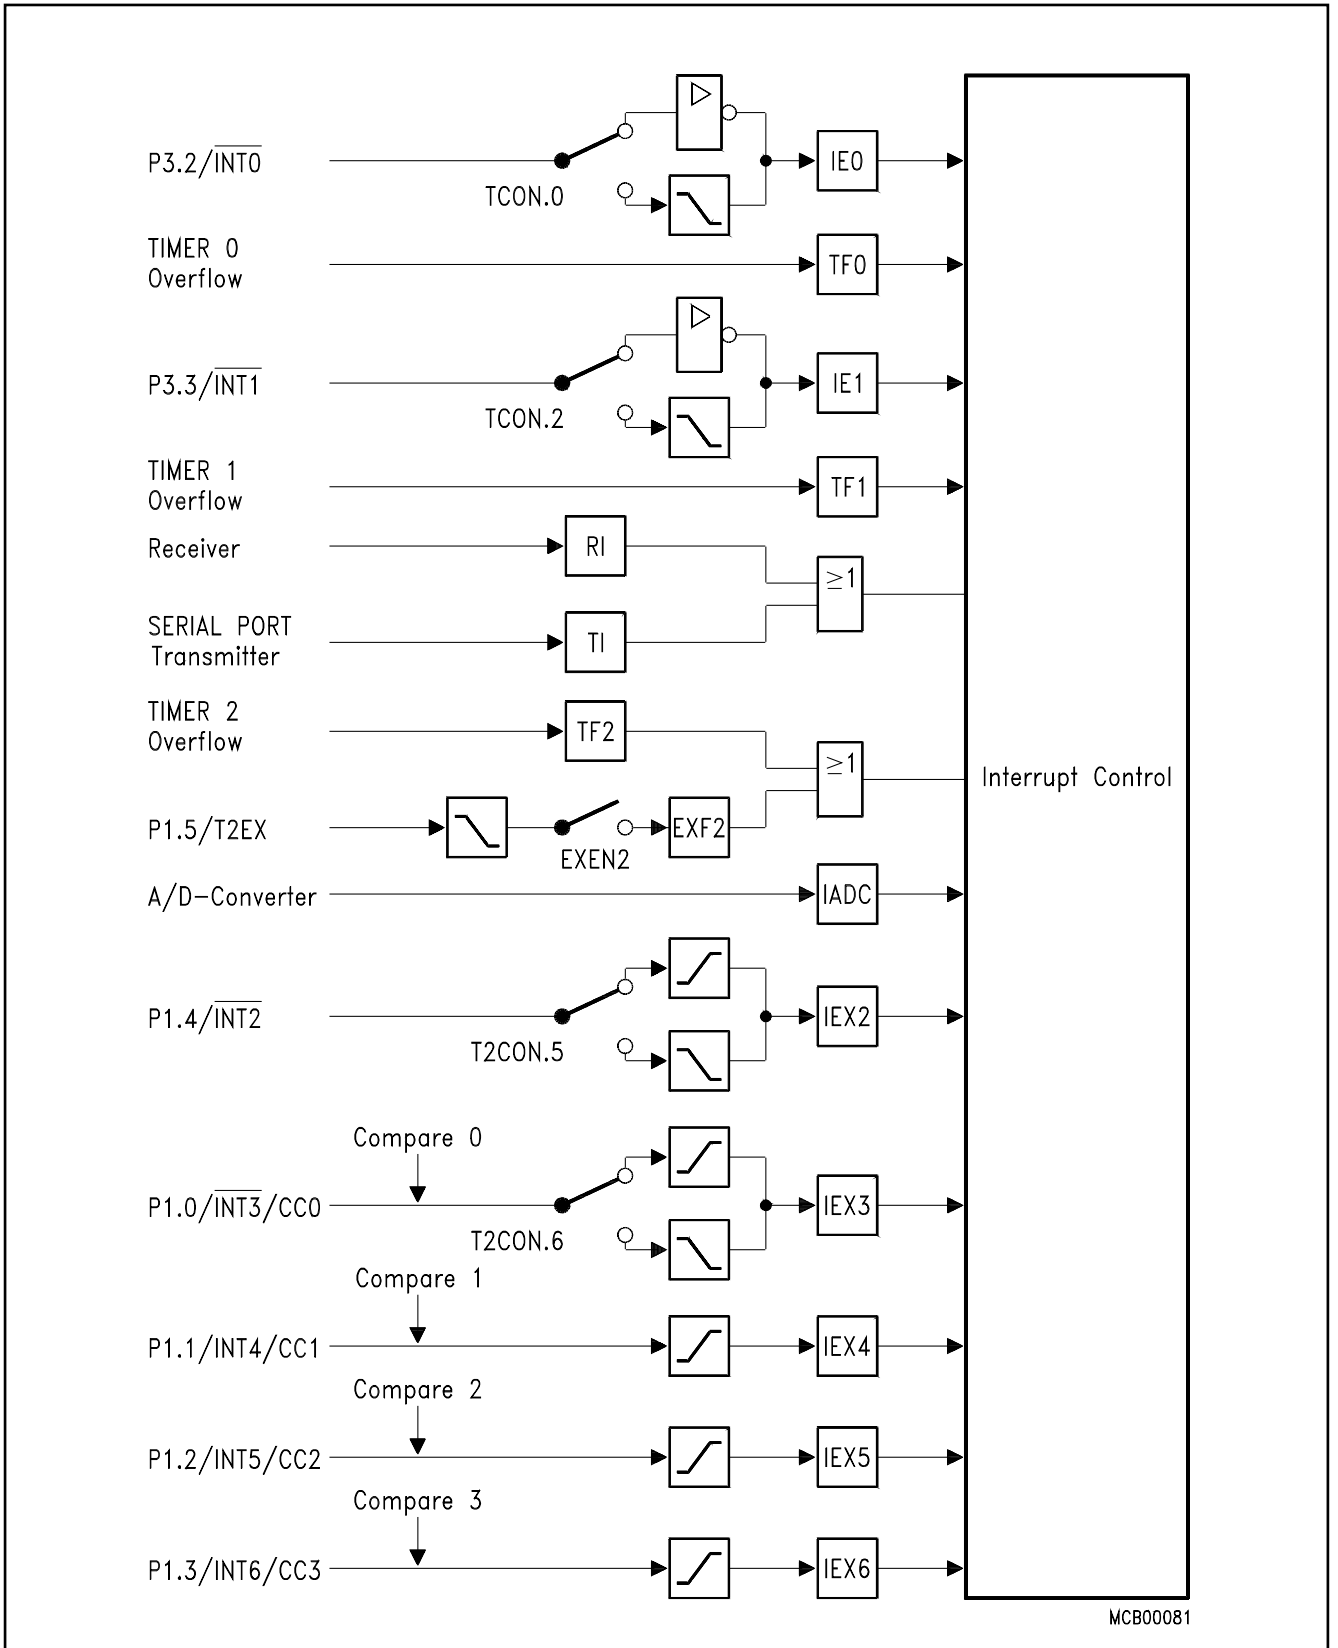 P3.2/INT0
TCON.0
IE0
TIMER 0
Overflow
TF0
P3.3/INT1
TCON.2
IE1
TIMER 1
Overflow
TF1
Receiver
RI
≥1
SERIAL PORT
Transmitter
TI
TIMER 2
Overflow
TF2
≥1
Interrupt Control
P1.5/T2EX
EXEN2
EXF2
A/D-Converter
IADC
P1.4/INT2
T2CON.5
IEX2
Compare 0
P1.0/INT3/CC0
T2CON.6
IEX3
Compare 1
P1.1/INT4/CC1
IEX4
Compare 2
P1.2/INT5/CC2
IEX5
Compare 3
P1.3/INT6/CC3
IEX6
MCB00081